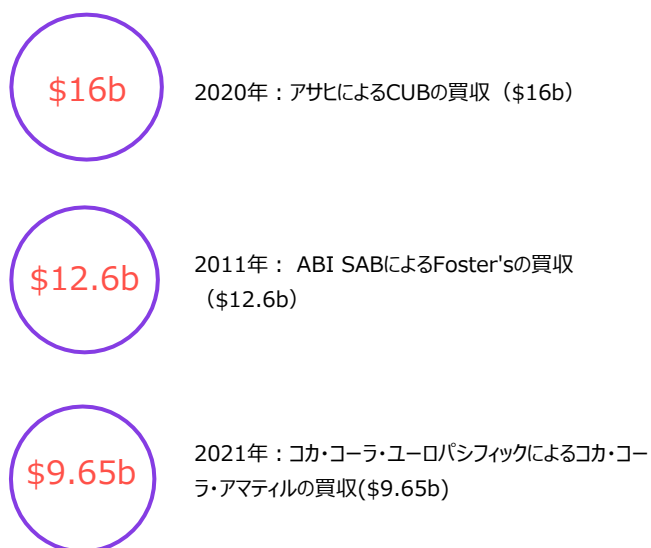 $16b
2020年：アサヒによるCUBの買収（$16b）
$12.6b
2011年： ABI SABによるFoster'sの買収
（$12.6b）
$9.65b
2021年：コカ･コーラ･ユーロパシフィックによるコカ･コー
ラ･アマティルの買収($9.65b)